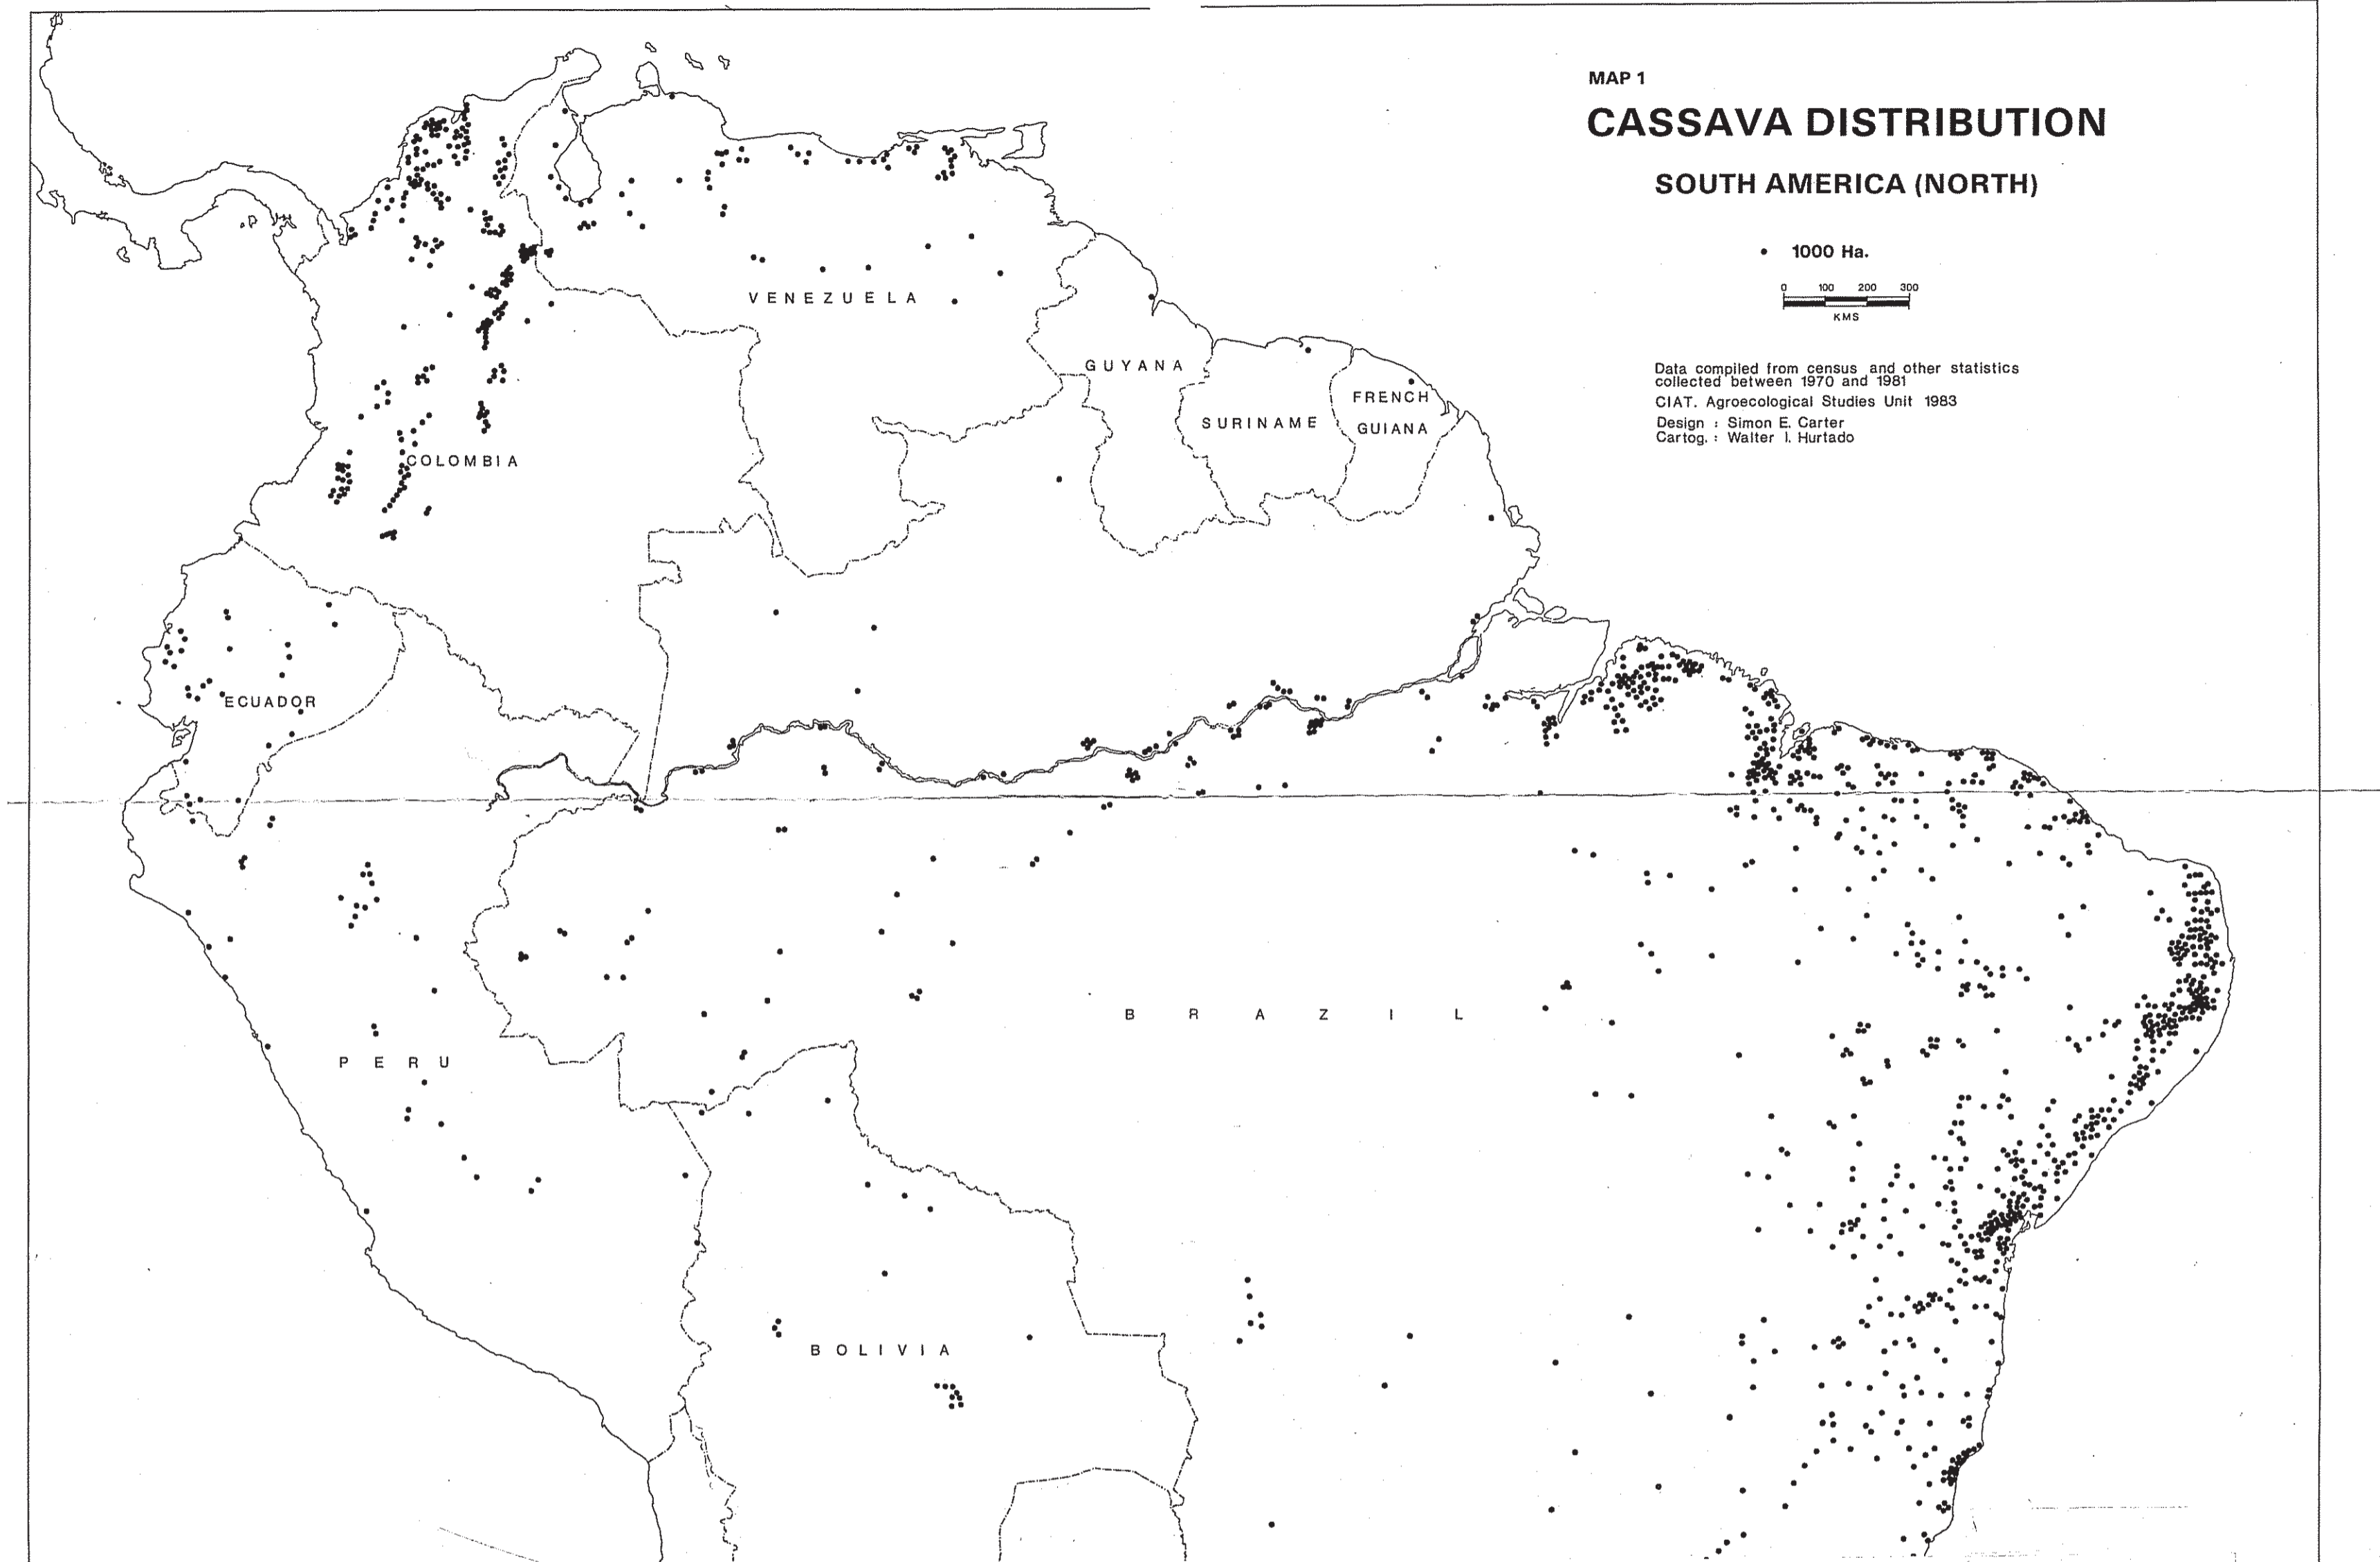 MAP 1
CASSAVA DISTRIBUTION
SOUTH AMERICA (NORTH)
• 1000 Ha.
0 100 200 300
KMS
Data compiled from census and other statistics
collected between 1970 and 1981
CIAT. Agroecological Studies Unit 1983
Design : Simon E. Carter
Cartog. : Walter I. Hurtado
VENEZUELA
GUYANA
SURINAME
FRENCH
GUIANA
COLOMBIA
ECUADOR
BRAZIL
PERU
BOLIVIA